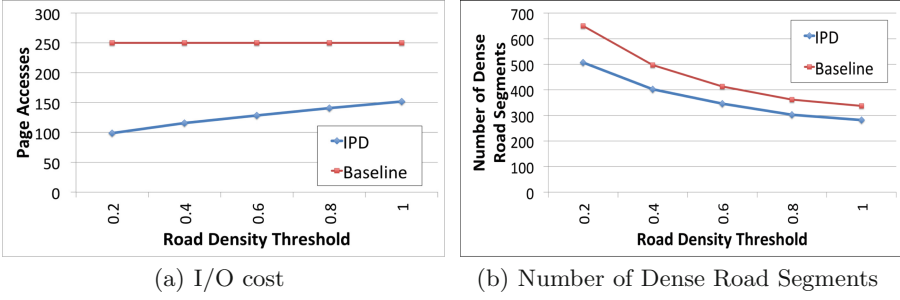 300
250
200
150
100
50
0
Page Accesses
IPD
Baseline
0.2
0.4
0.6
0.8
1
Road Density Threshold
(a) I/O cost
700
600
500
400
300
200
100
0
Number of Dense
Road Segments
IPD
Baseline
0.2
0.4
0.6
0.8
1
Road Density Threshold
(b) Number of Dense Road Segments